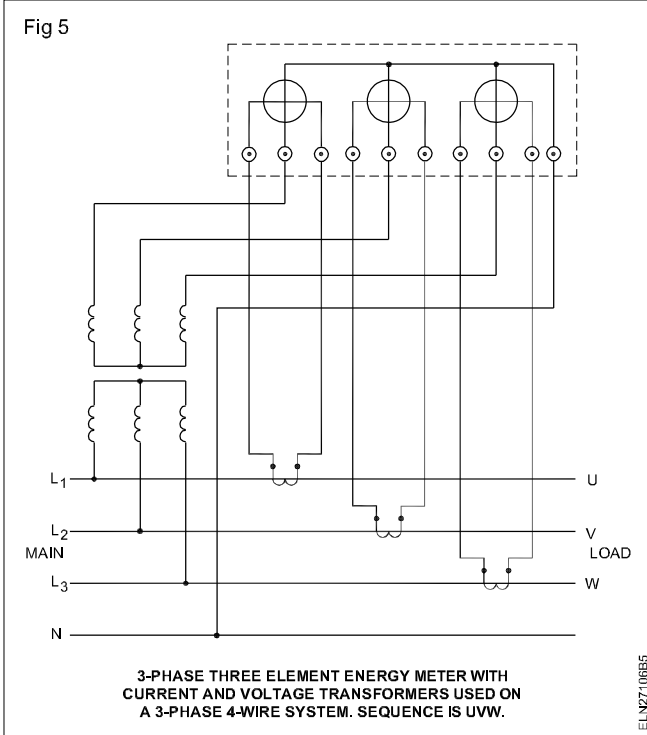 Fig 5
L1
U
L2
V
MAIN
LOAD
L3
W
N
3-PHASE THREE ELEMENT ENERGY METER WITH
CURRENT AND VOLTAGE TRANSFORMERS USED ON
A 3-PHASE 4-WIRE SYSTEM. SEQUENCE IS UVW.
ELN27106B5